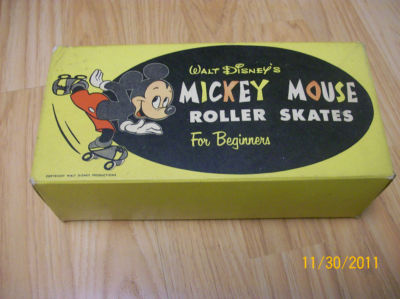 WALT DISNEY'S
MICKEY MOUSE
ROLLER SKATES
For Beginners
COPYRIGHT WALT DISNEY PRODUCTIONS
11/30/2011